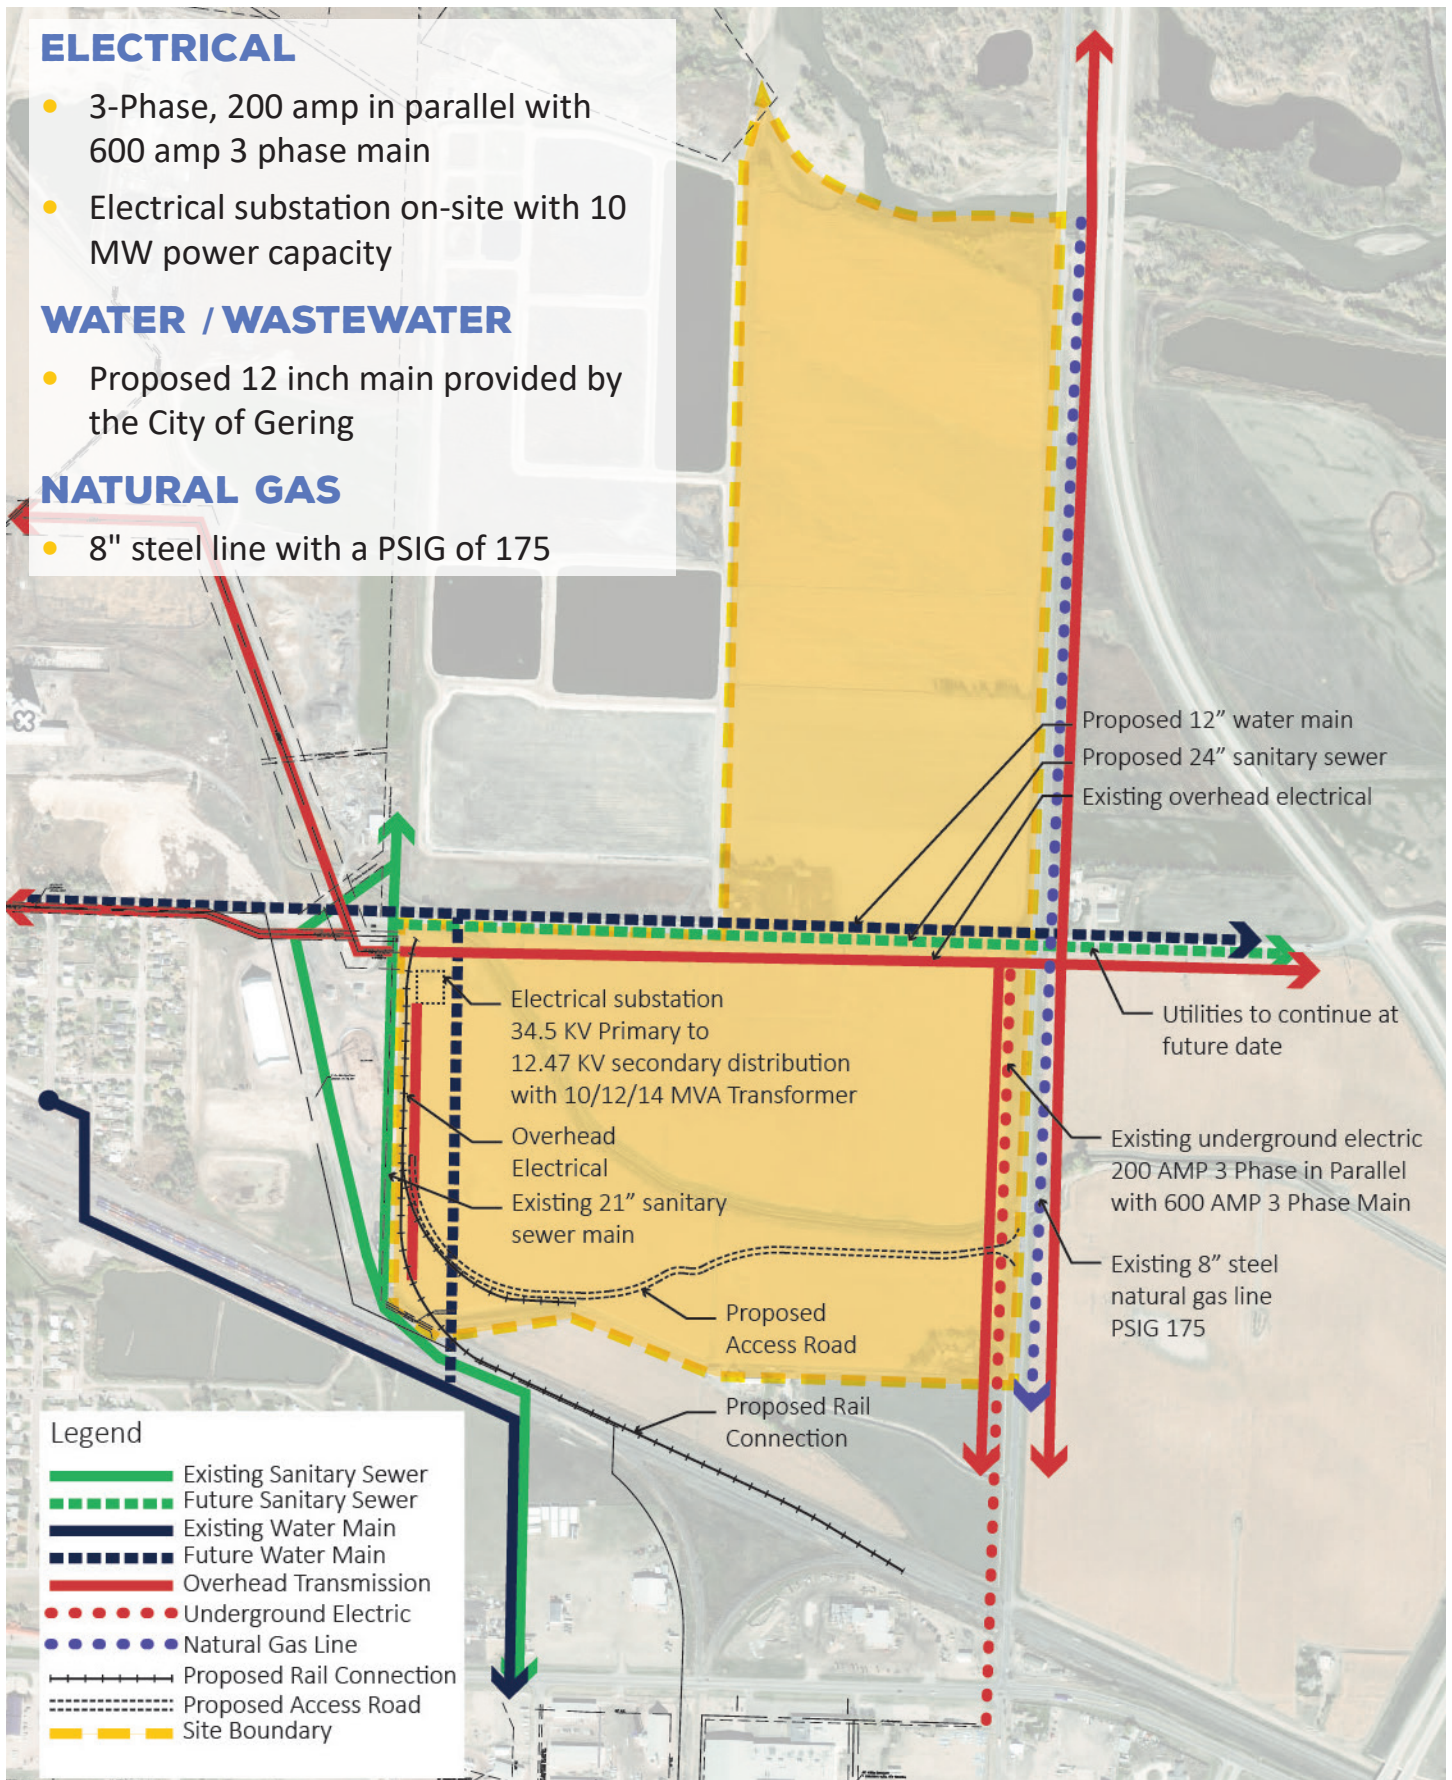 ELECTRICAL
• 3-Phase, 200 amp in parallel with
600 amp 3 phase main
• Electrical substation on-site with 10
MW power capacity
WATER / WASTEWATER
• Proposed 12 inch main provided by
the City of Gering
NATURAL GAS
• 8" steel line with a PSIG of 175
Proposed 12” water main
Proposed 24” sanitary sewer
Existing overhead electrical
Electrical substation
34.5 KV Primary to
12.47 KV secondary distribution
with 10/12/14 MVA Transformer
Utilities to continue at
future date
Overhead
Electrical
Existing 21” sanitary
sewer main
Existing underground electric
200 AMP 3 Phase in Parallel
with 600 AMP 3 Phase Main
Existing 8” steel
natural gas line
PSIG 175
Proposed
Access Road
Proposed Rail
Connection
Legend
Existing Sanitary Sewer
Future Sanitary Sewer
Existing Water Main
Future Water Main
Overhead Transmission
Underground Electric
Natural Gas Line
Proposed Rail Connection
Proposed Access Road
Site Boundary